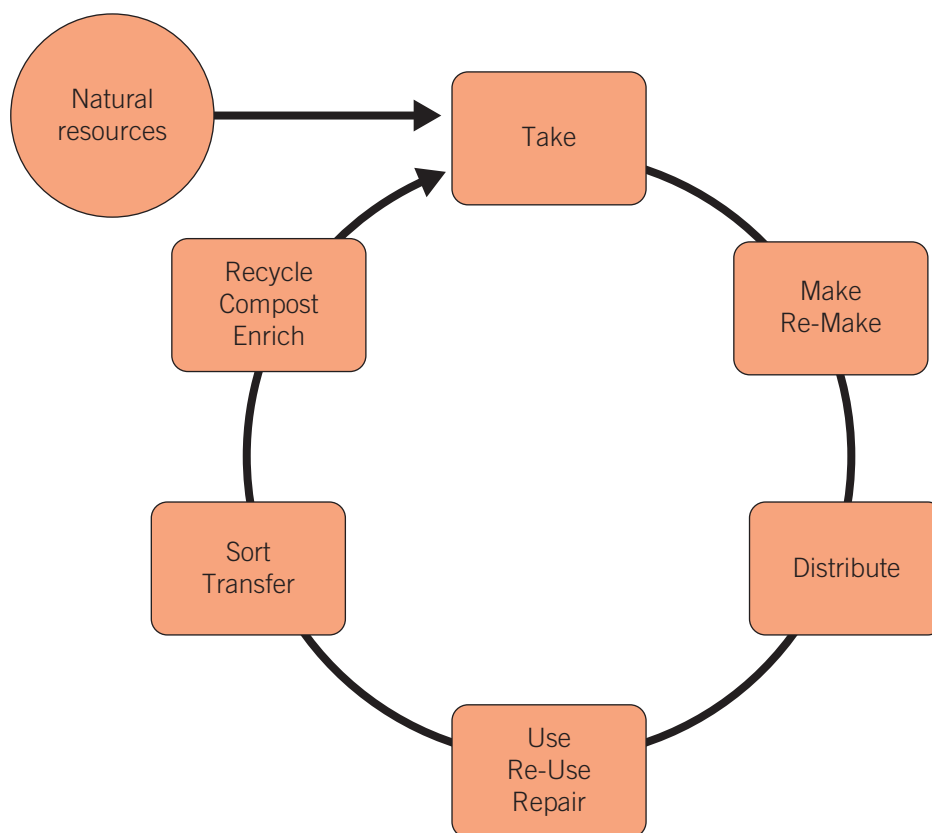 Natural
resources
Take
Make
Re-Make
Distribute
Use
Re-Use
Repair
Sort
Transfer
Recycle
Compost
Enrich